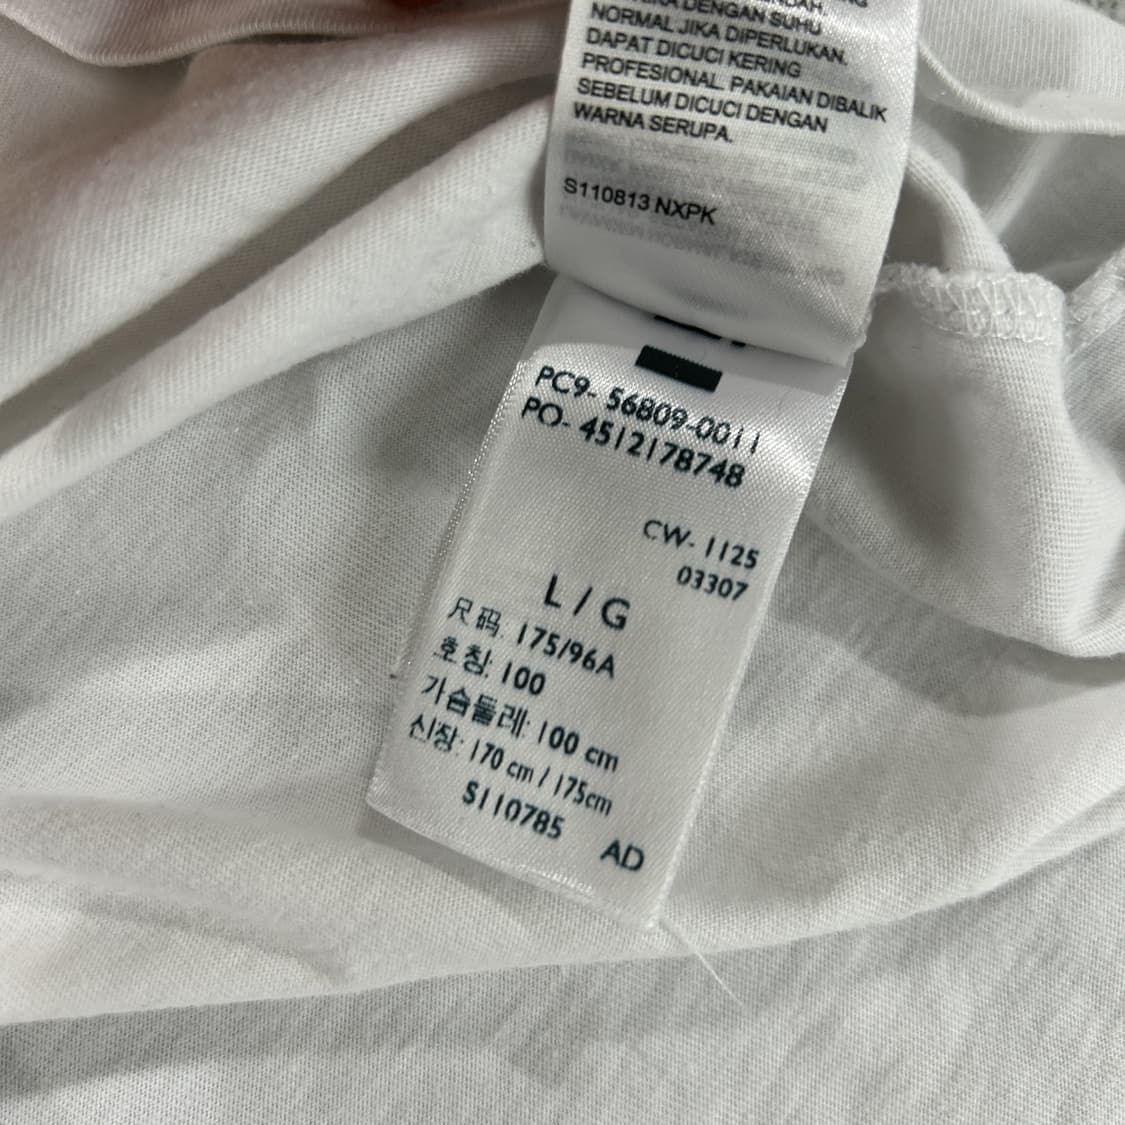 DENGAN SUHU
NORMAL JIKA DIPERLUKAN.
DAPAT DICUCI KERING
PROFESIONAL. PAKAIAN DIBALIK
SEBELUM DICUCI DENGAN
WARNA SERUPA.
S110813 NXPK
PC9- 56809-0011
PO- 4512178748
CW- 1125
03307
L / G
尺码: 175/96A
호칭: 100
가슴둘레: 100 cm
신장: 170 cm / 175cm
S110785 AD